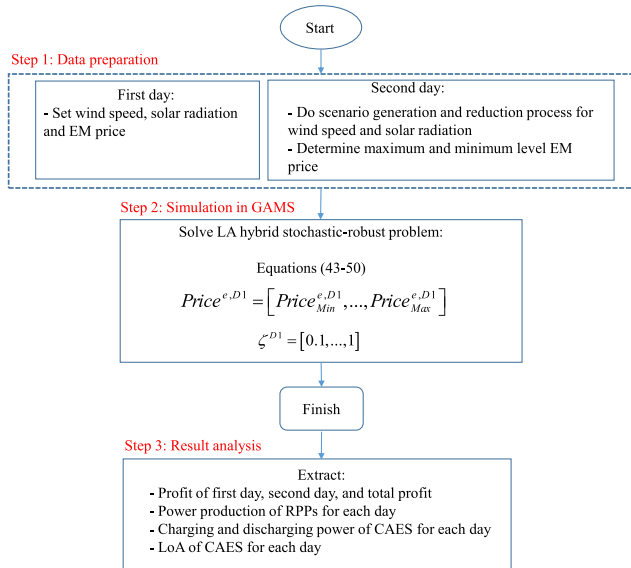 Start
Step 1: Data preparation
First day:
- Set wind speed, solar radiation
and EM price
Second day:
- Do scenario generation and reduction process for
wind speed and solar radiation
- Determine maximum and minimum level EM
price
Step 2: Simulation in GAMS
Solve LA hybrid stochastic-robust problem:
Equations (43-50)
Price^{e,D1} = [Price_{Min}^{e,D1},...,Price_{Max}^{e,D1}]
ζ^{D1} = [0.1,...,1]
Finish
Step 3: Result analysis
Extract:
- Profit of first day, second day, and total profit
- Power production of RPPs for each day
- Charging and discharging power of CAES for each day
- LoA of CAES for each day